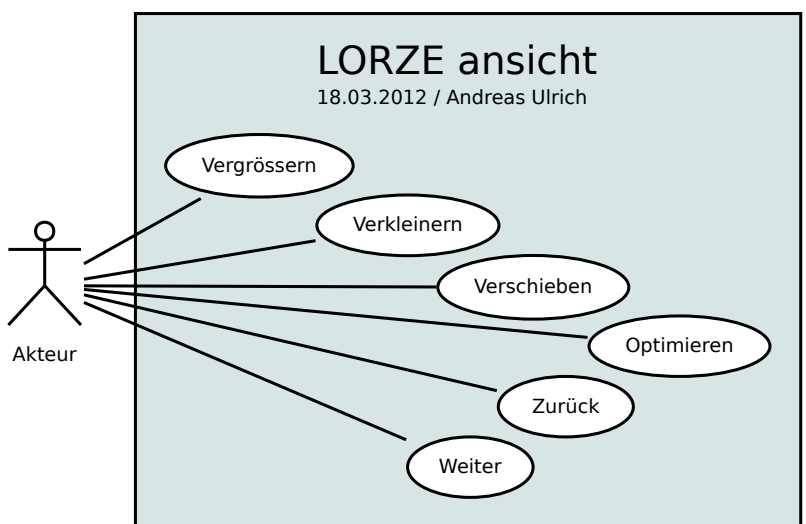 LORZE ansicht
18.03.2012 / Andreas Ulrich
Vergrössern
Verkleinern
Verschieben
Optimieren
Akteur
Zurück
Weiter